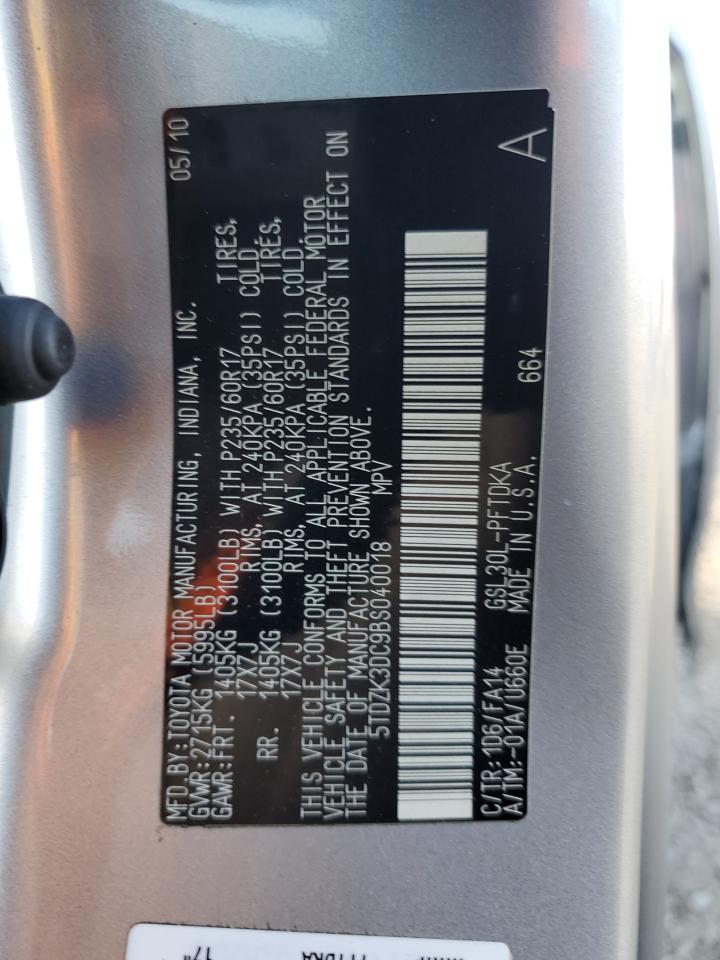 MFD.BY:TOYOTA MOTOR MANUFACTURING, INDIANA, INC. 05/10
GVWR:2715KG (5995LB)
GAWR:FRT. 1405KG (3100LB) WITH P235/60R17 TIRES,
17X7J RIMS, AT 240KPA (35PSI) COLD.
RR. 1405KG (3100LB) WITH P235/60R17 TIRES,
17X7J RIMS, AT 240KPA (35PSI) COLD.
THIS VEHICLE CONFORMS TO ALL APPLICABLE FEDERAL MOTOR
VEHICLE SAFETY AND THEFT PREVENTION STANDARDS IN EFFECT ON
THE DATE OF MANUFACTURE SHOWN ABOVE.
5TDZK3DC9BS040018 MPV
A
C/TR:1D6/FA14 GSL30L-PFTDKA 664
A/TM:-01A/U660E MADE IN U.S.A.
17"